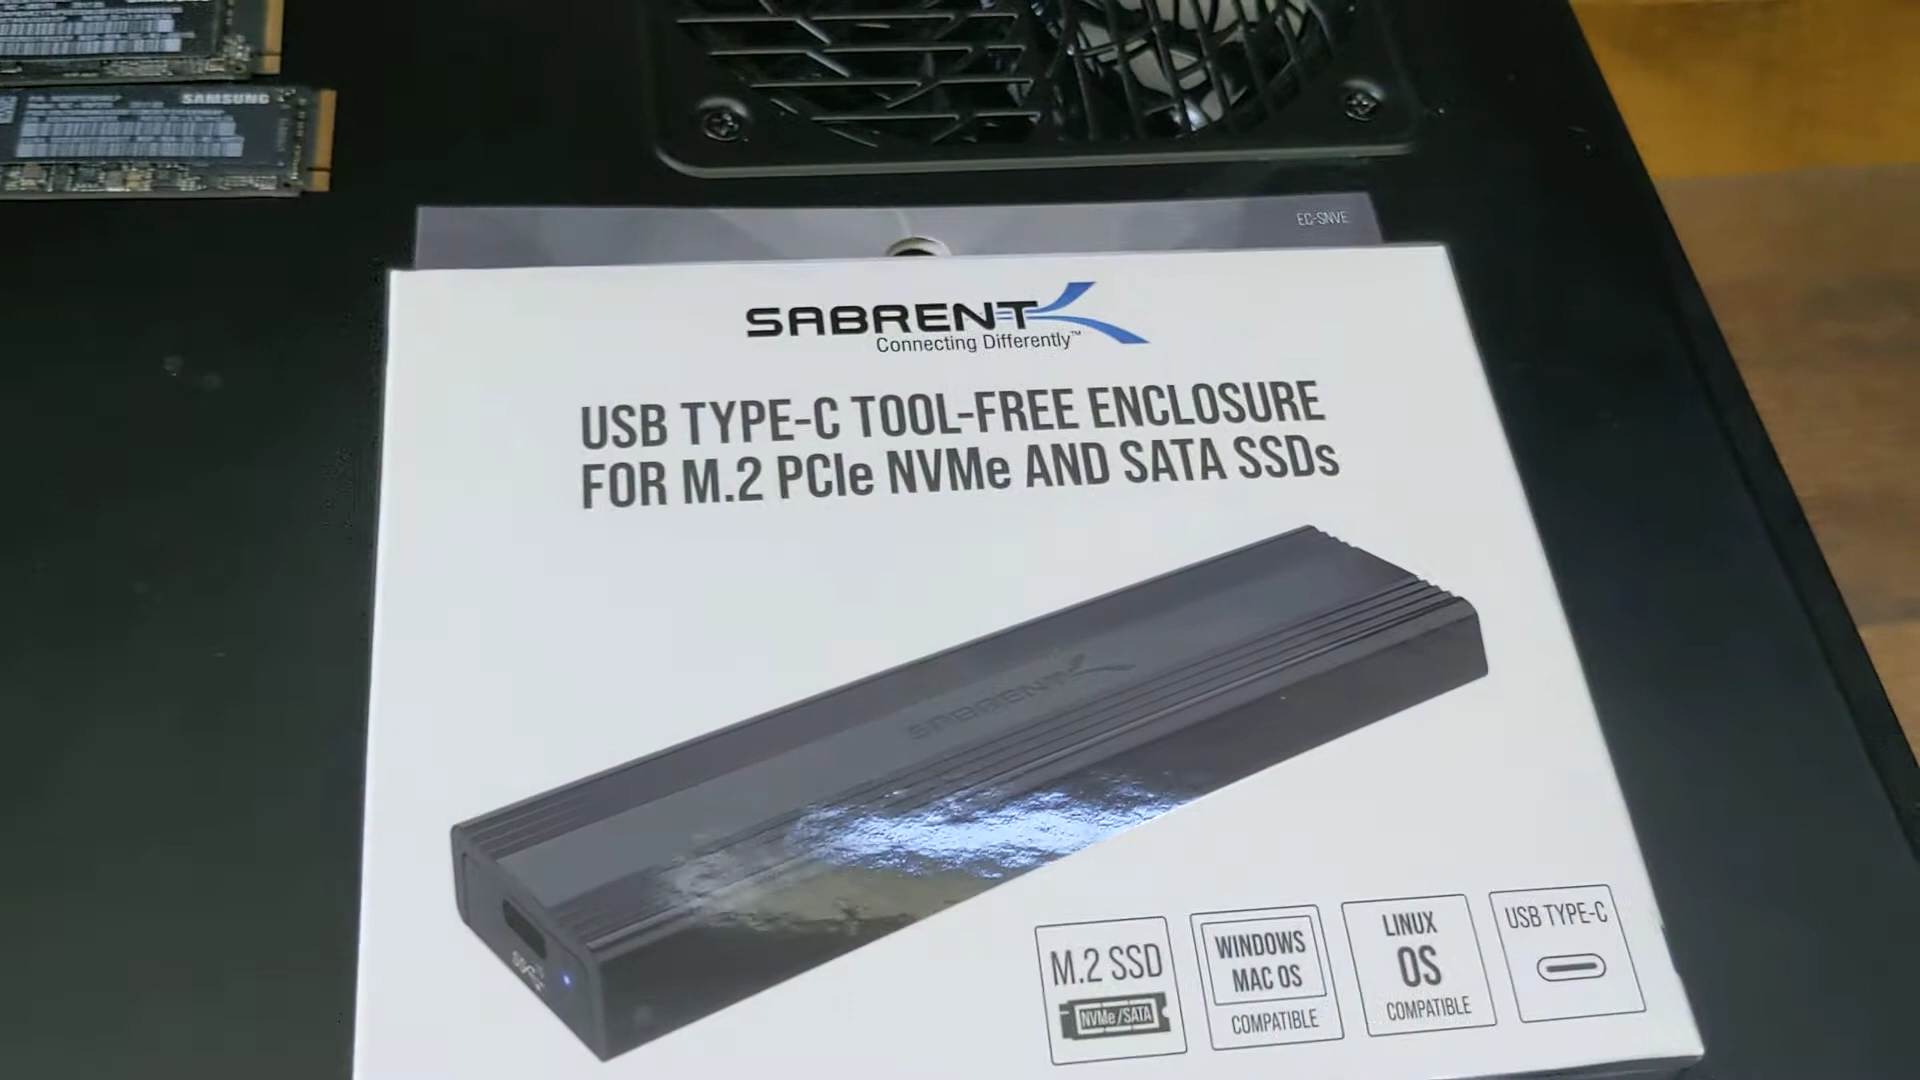 SAMSUNG
EC-SNVE
SABRENT
Connecting Differently™
USB TYPE-C TOOL-FREE ENCLOSURE
FOR M.2 PCIe NVMe AND SATA SSDs
SABRENT
M.2 SSD
NVMe/SATA
WINDOWS
MAC OS
COMPATIBLE
LINUX
OS
COMPATIBLE
USB TYPE-C